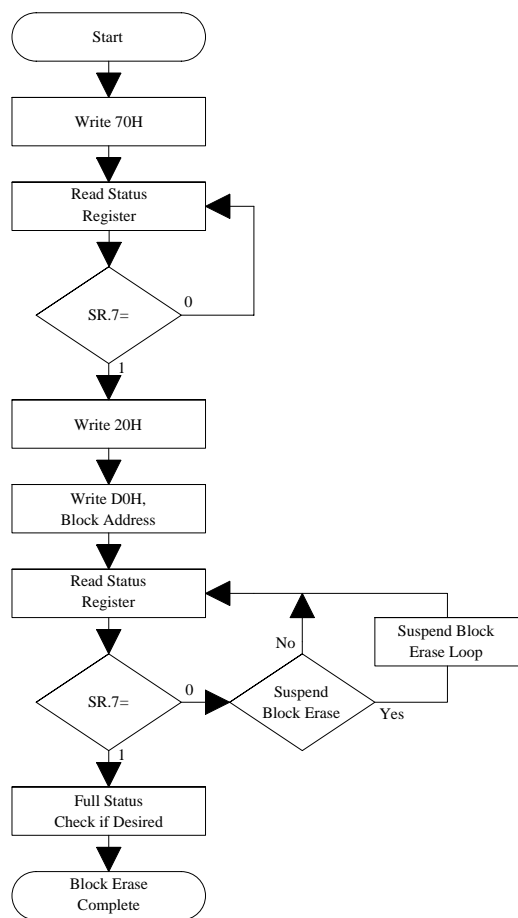 Start
Write 70H
Read Status
Register
SR.7=
0
1
Write 20H
Write D0H,
Block Address
Read Status
Register
SR.7=
0
1
Suspend
Block Erase
No
Yes
Suspend Block
Erase Loop
Full Status
Check if Desired
Block Erase
Complete